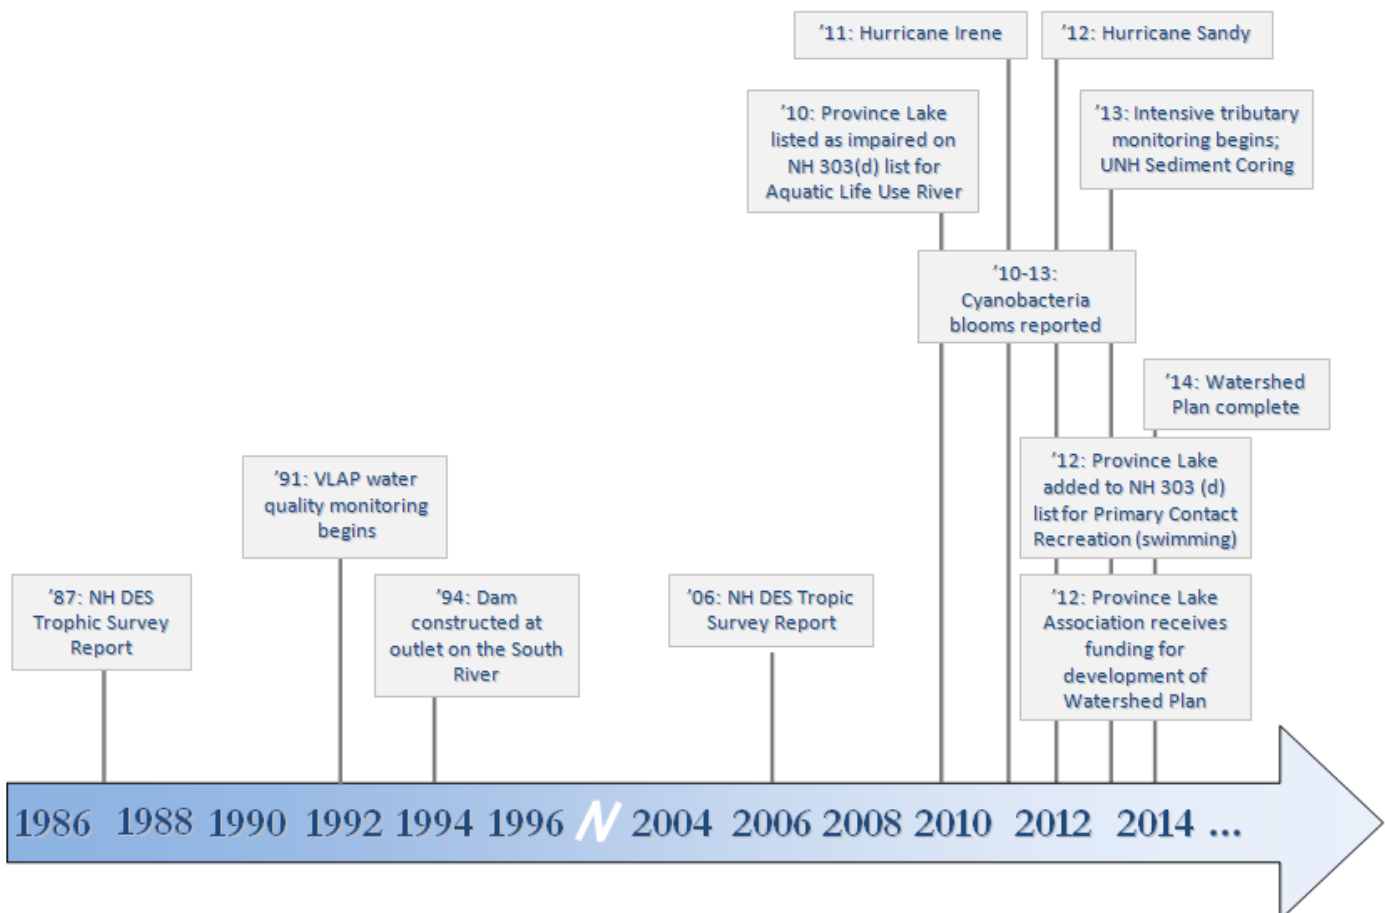 ’11: Hurricane Irene
’12: Hurricane Sandy
’10: Province Lake
listed as impaired on
NH 303(d) list for
Aquatic Life Use River
’13: Intensive tributary
monitoring begins;
UNH Sediment Coring
’10-13:
Cyanobacteria
blooms reported
’14: Watershed
Plan complete
’91: VLAP water
quality monitoring
begins
’12: Province Lake
added to NH 303 (d)
list for Primary Contact
Recreation (swimming)
’87: NH DES
Trophic Survey
Report
’94: Dam
constructed at
outlet on the South
River
’06: NH DES Tropic
Survey Report
’12: Province Lake
Association receives
funding for
development of
Watershed Plan
1986 1988 1990 1992 1994 1996 2004 2006 2008 2010 2012 2014 ...